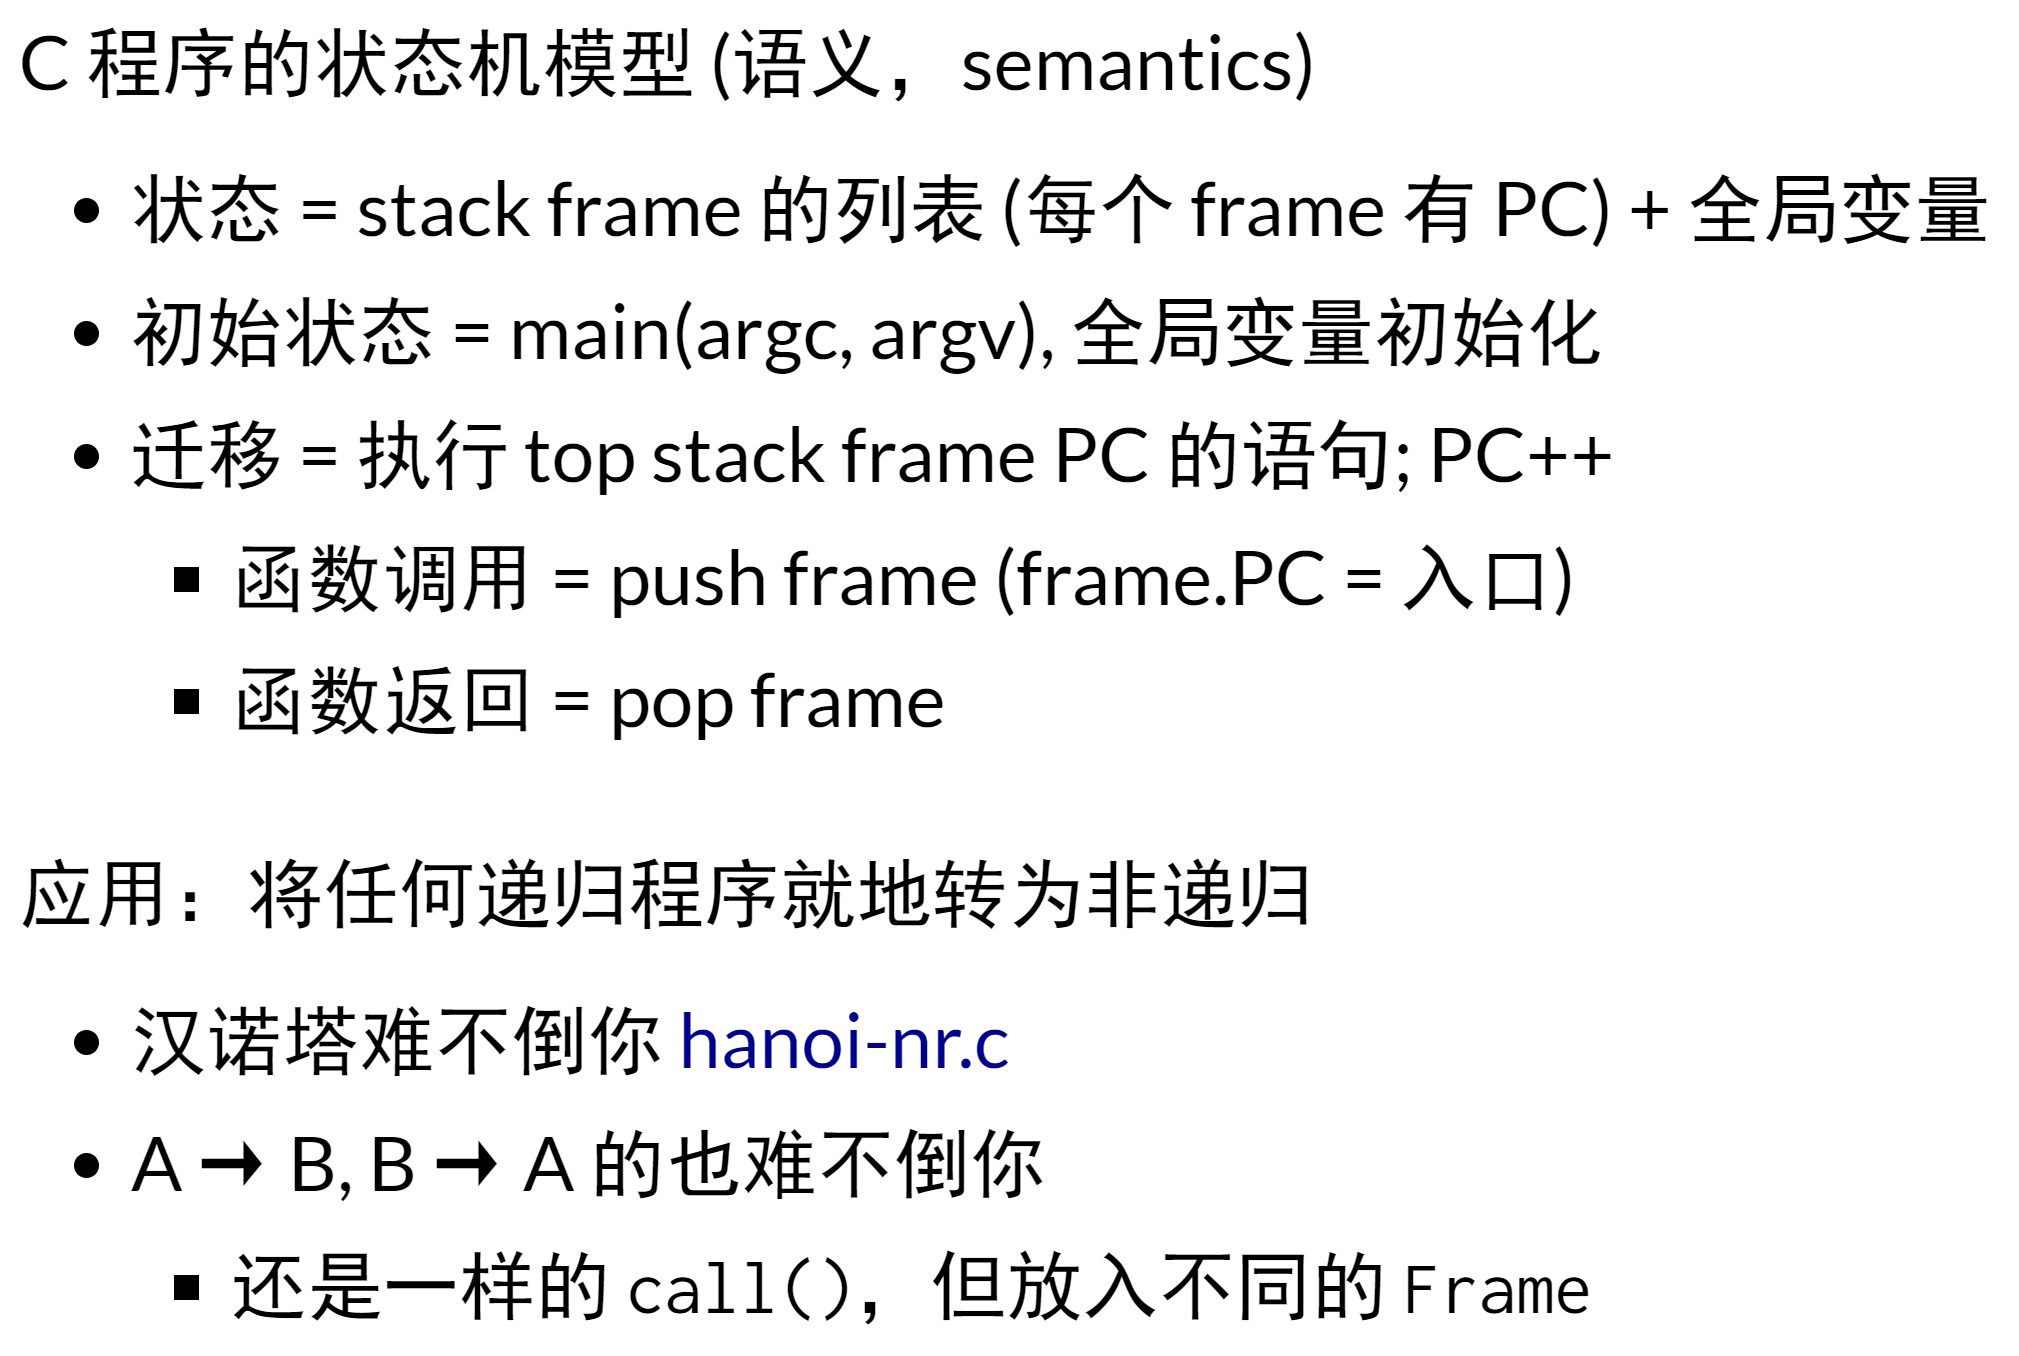 C 程序的状态机模型 (语义，semantics)
• 状态 = stack frame 的列表 (每个 frame 有 PC) + 全局变量
• 初始状态 = main(argc, argv), 全局变量初始化
• 迁移 = 执行 top stack frame PC 的语句; PC++
▪ 函数调用 = push frame (frame.PC = 入口)
▪ 函数返回 = pop frame
应用：将任何递归程序就地转为非递归
• 汉诺塔难不倒你 hanoi-nr.c
• A → B, B → A 的也难不倒你
▪ 还是一样的 call()，但放入不同的 Frame